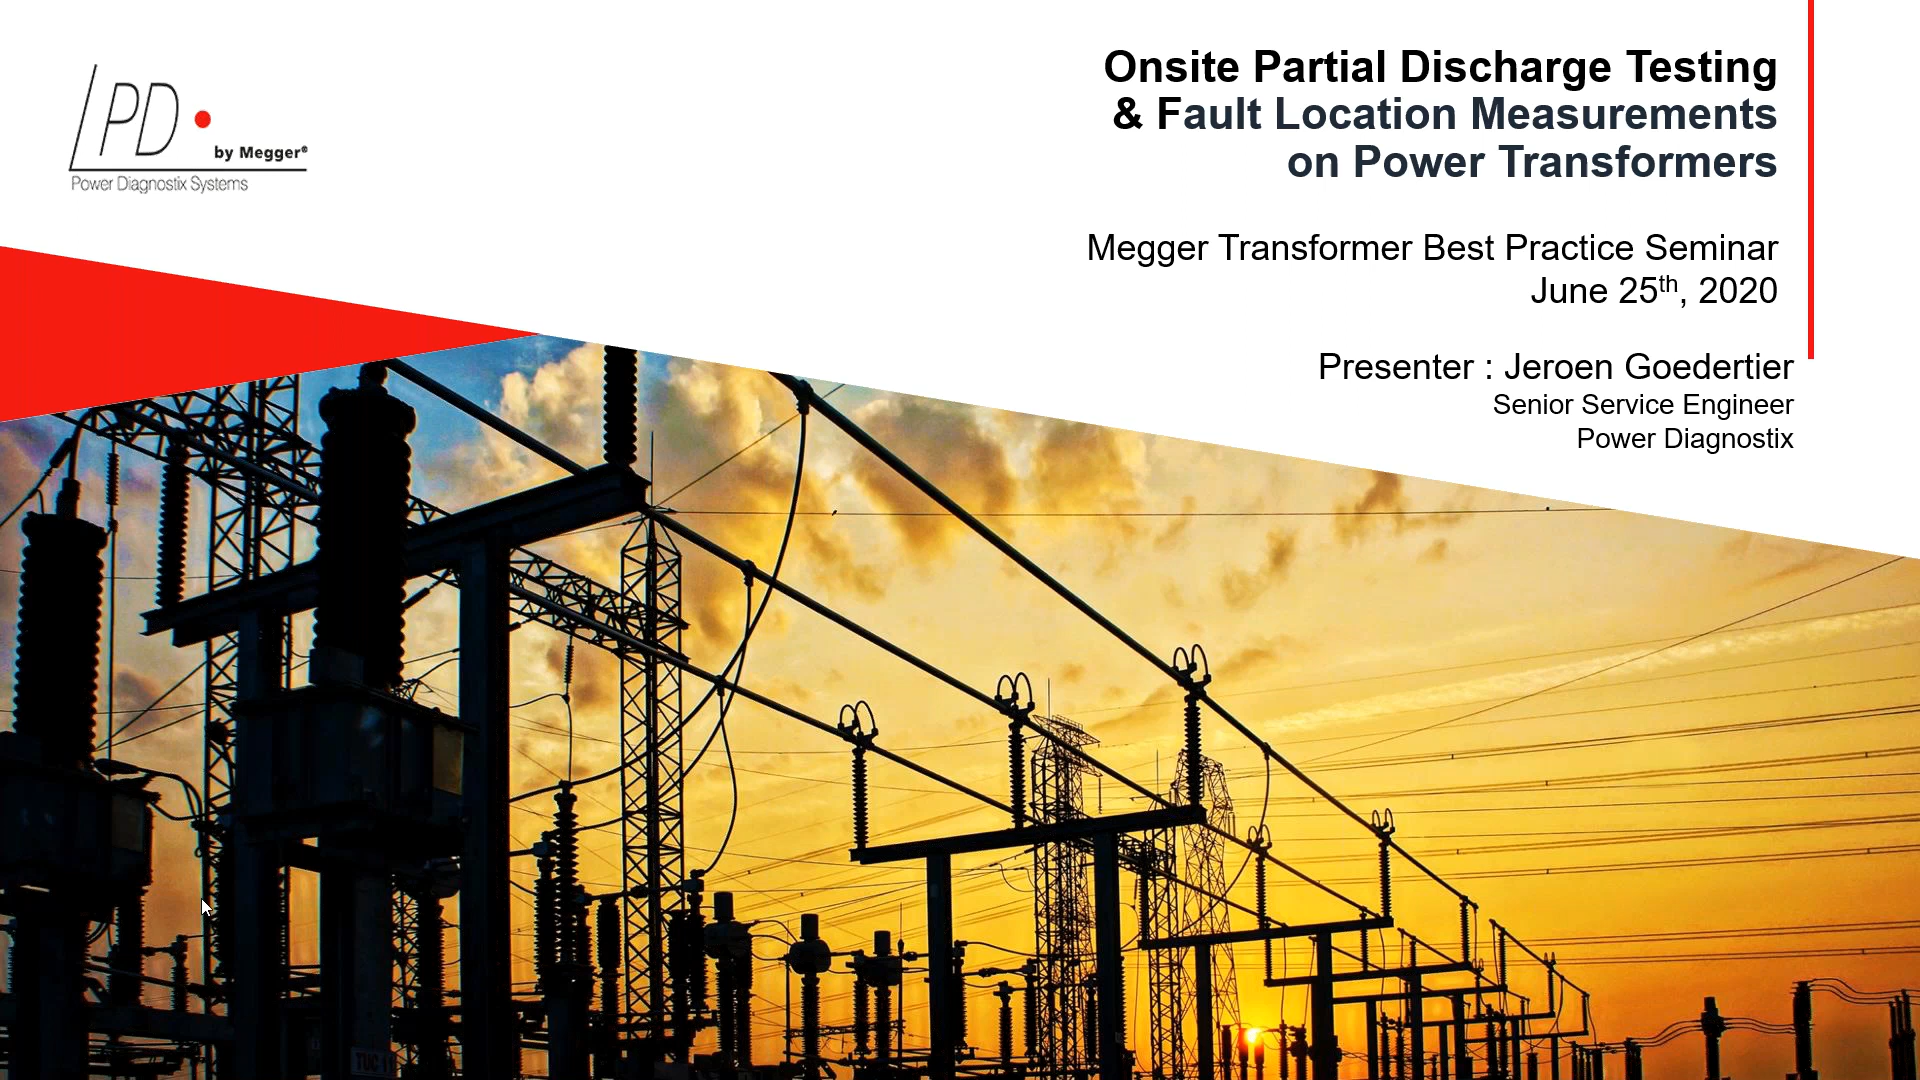 PD
by Megger®
Power Diagnostix Systems
Onsite Partial Discharge Testing
& Fault Location Measurements
on Power Transformers
Megger Transformer Best Practice Seminar
June 25th, 2020
Presenter : Jeroen Goedertier
Senior Service Engineer
Power Diagnostix